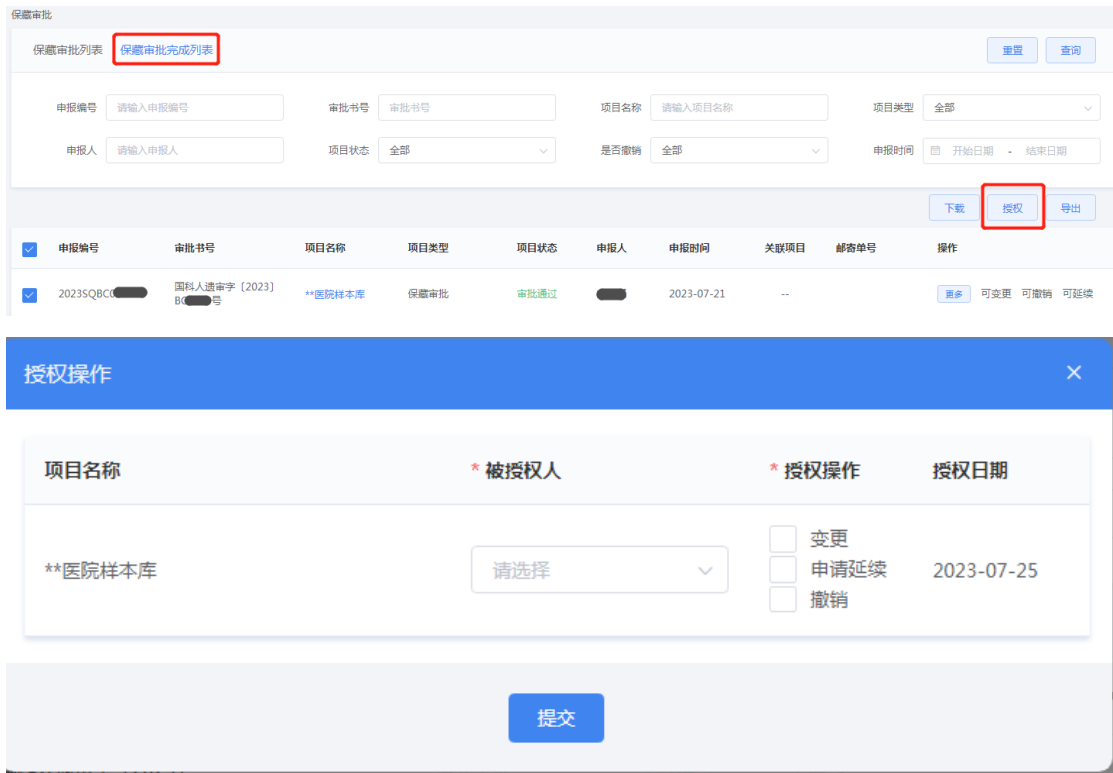 保藏审批
保藏审批列表 保藏审批完成列表 重置 查询
申报编号 请输入申报编号 审批书号 审批书号 项目名称 请输入项目名称 项目类型 全部
申报人 请输入申报人 项目状态 全部 是否撤销 全部 申报时间 开始日期 - 结束日期
下载 授权 导出
申报编号 审批书号 项目名称 项目类型 项目状态 申报人 申报时间 关联项目 邮寄单号 操作
2023SQBC 国科人遗审字〔2023〕 **医院样本库 保藏审批 审批通过 2023-07-21 -- 更多 可变更 可撤销 可延续
号
授权操作
项目名称 * 被授权人 * 授权操作 授权日期
变更
**医院样本库 请选择 申请延续 2023-07-25
撤销
提交